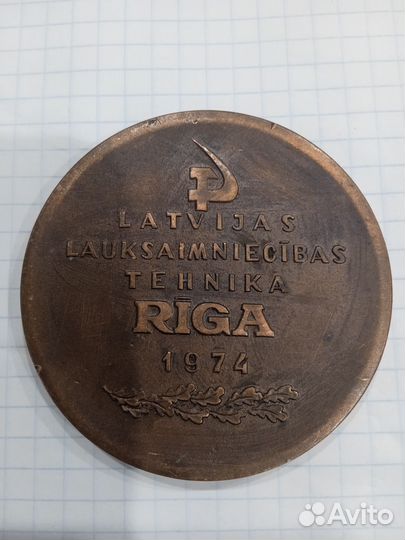 LATVIJAS
LAUKSAIMNIECĪBAS
TEHNIKA
RĪGA
1974
Avito